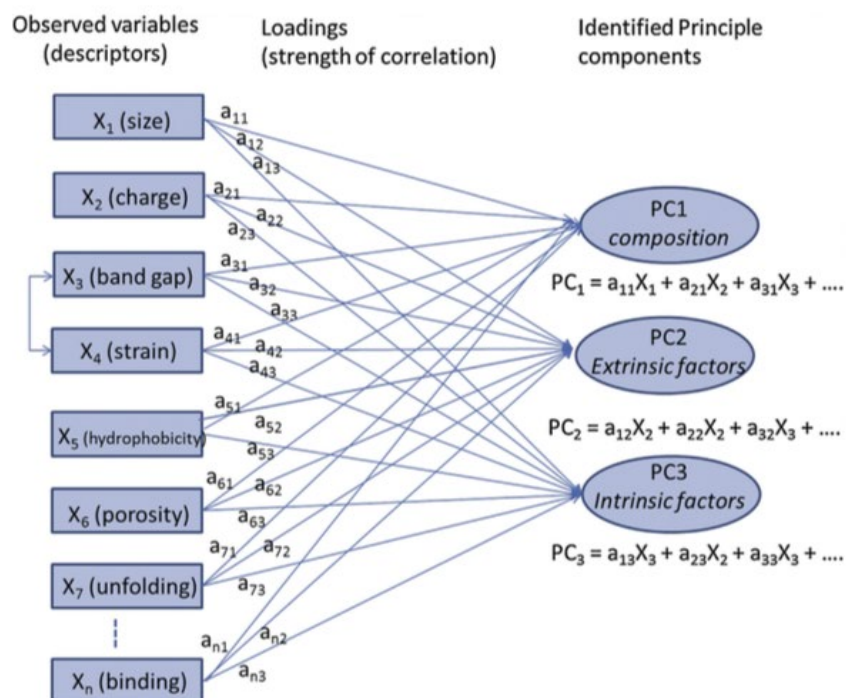 Observed variables
(descriptors)
Loadings
(strength of correlation)
Identified Principle
components
X₁ (size)
X₂ (charge)
X₃ (band gap)
X₄ (strain)
X₅ (hydrophobicity)
X₆ (porosity)
X₇ (unfolding)
Xₙ (binding)
a₁₁
a₁₂
a₁₃
a₂₁
a₂₂
a₂₃
a₃₁
a₃₂
a₃₃
a₄₁
a₄₂
a₄₃
a₅₁
a₅₂
a₅₃
a₆₁
a₆₂
a₆₃
a₇₁
a₇₂
a₇₃
aₙ₁
aₙ₂
aₙ₃
PC1
composition
PC₁ = a₁₁X₁ + a₂₁X₂ + a₃₁X₃ + ....
PC2
Extrinsic factors
PC₂ = a₁₂X₂ + a₂₂X₂ + a₃₂X₃ + ....
PC3
Intrinsic factors
PC₃ = a₁₃X₃ + a₂₃X₂ + a₃₃X₃ + ....